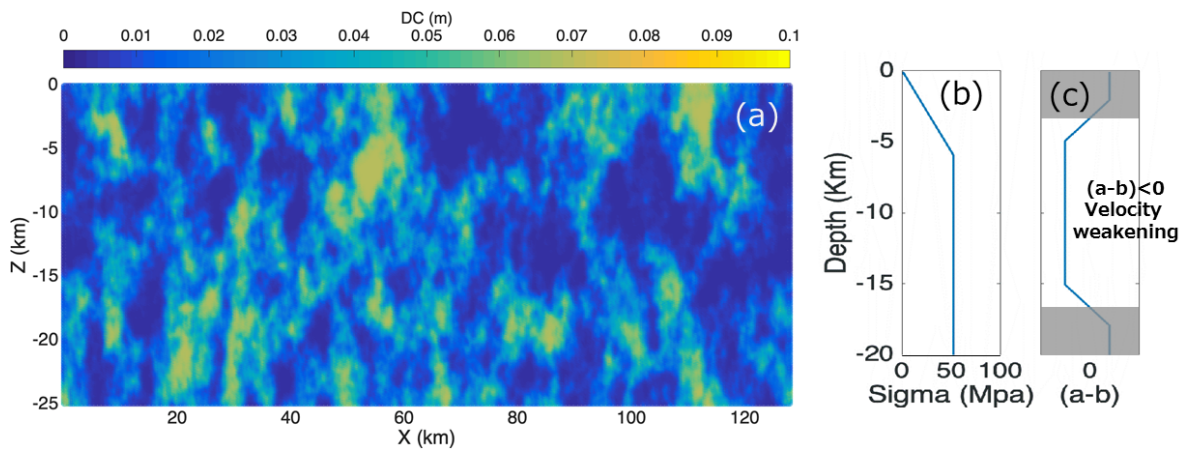 DC (m)
0 0.01 0.02 0.03 0.04 0.05 0.06 0.07 0.08 0.09 0.1
0
-5
-10
-15
-20
-25
Z (km)
(a)
20 40 60 80 100 120
X (km)
0
-5
-10
-15
-20
Depth (Km)
(b)
0 50 100
Sigma (Mpa)
(c)
(a-b)<0
Velocity
weakening
0
(a-b)